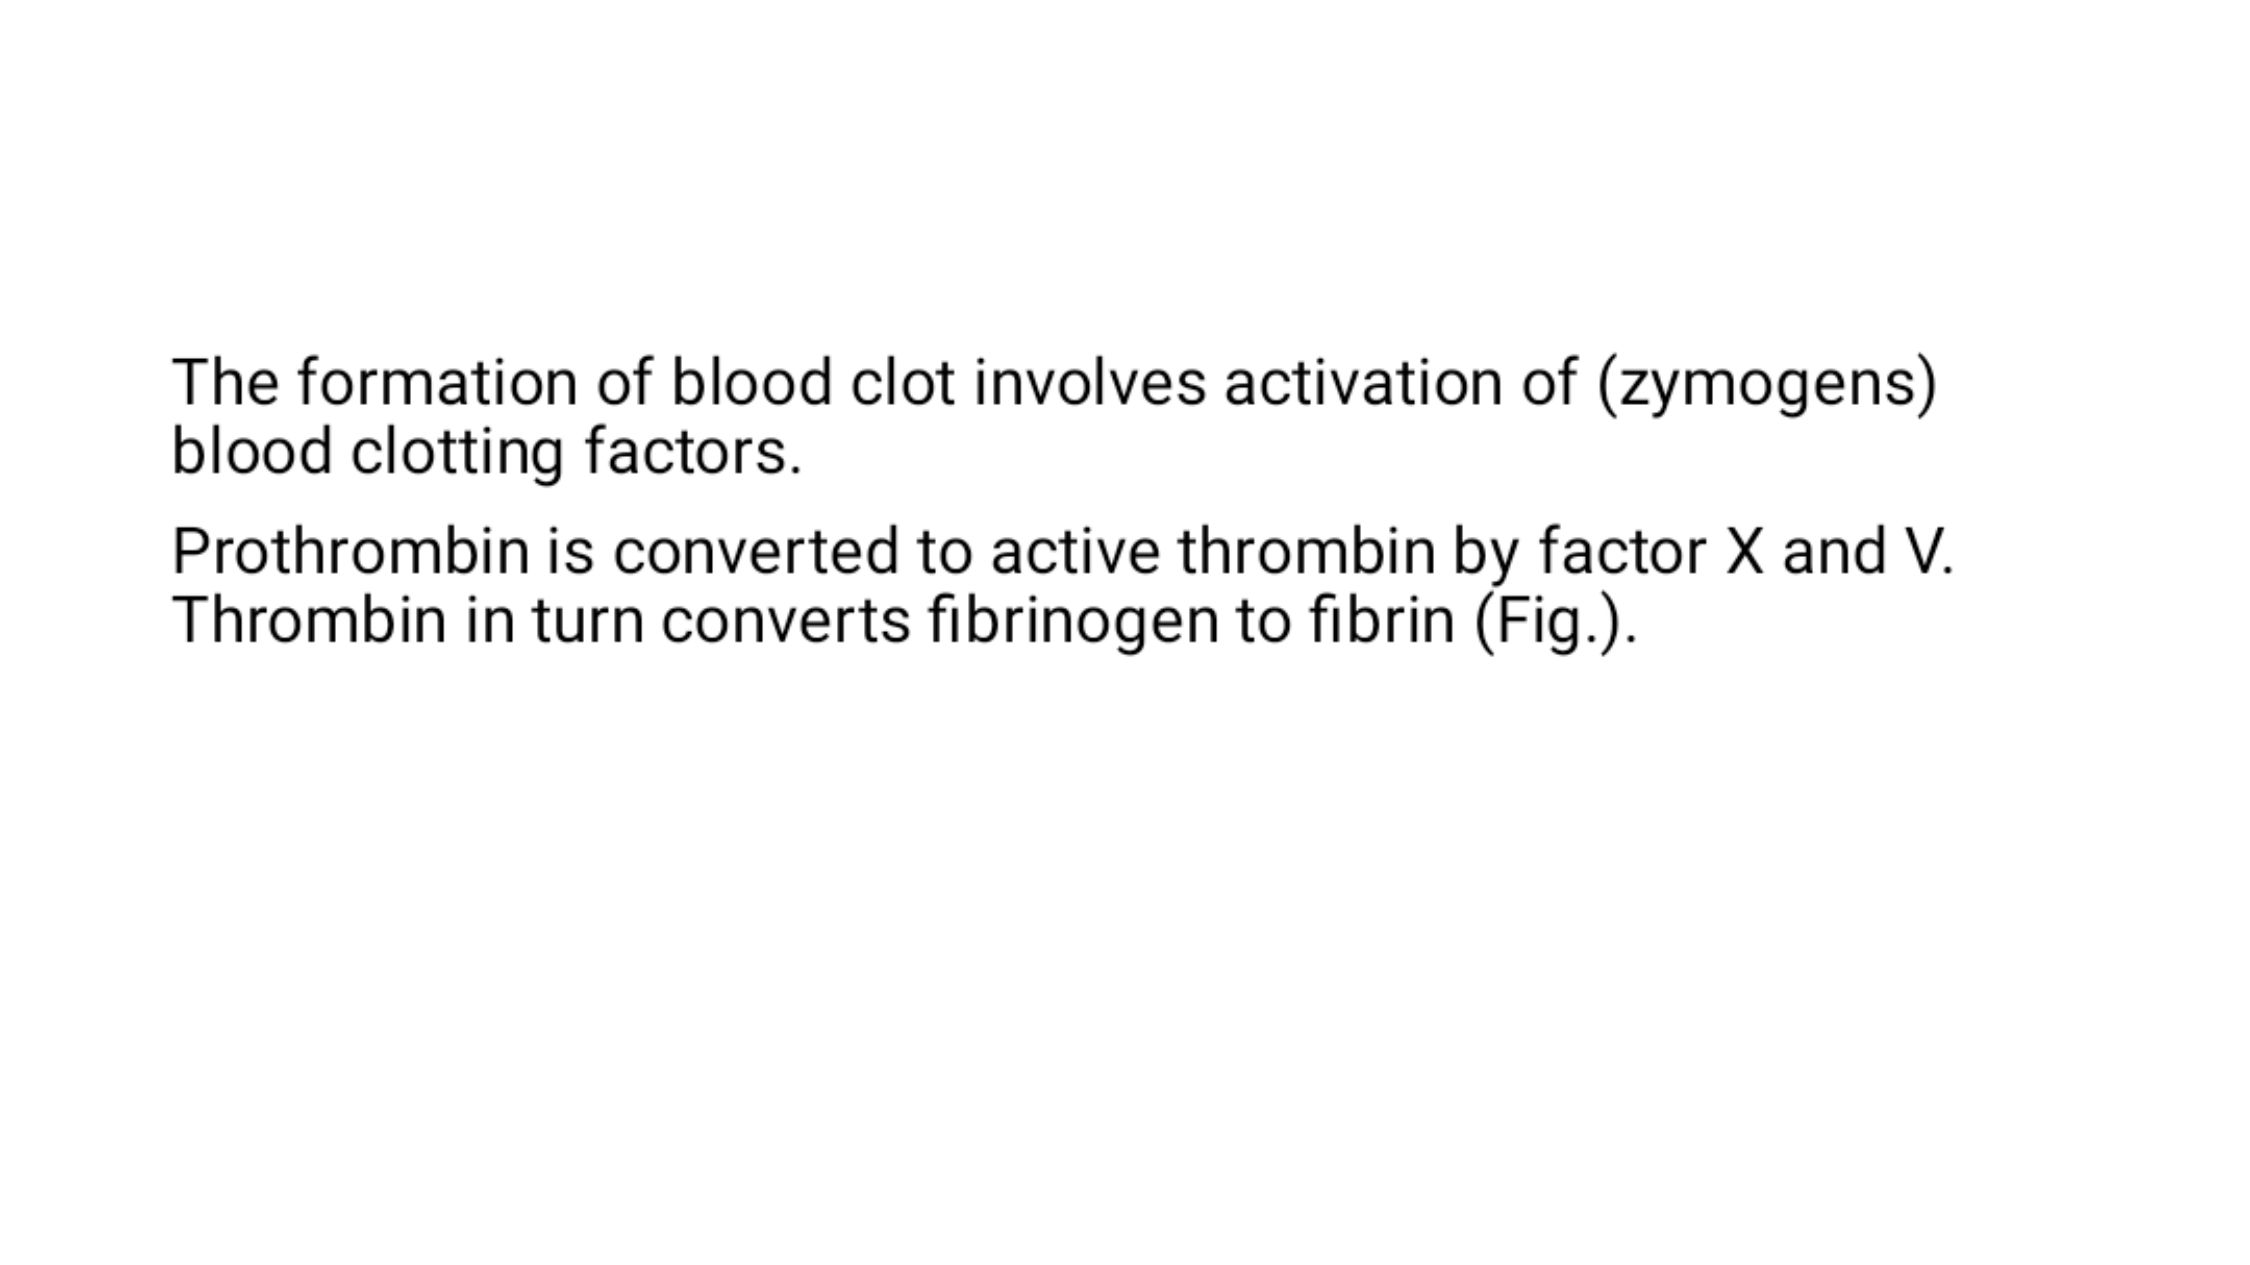 The formation of blood clot involves activation of (zymogens)
blood clotting factors.
Prothrombin is converted to active thrombin by factor X and V.
Thrombin in turn converts fibrinogen to fibrin (Fig.).